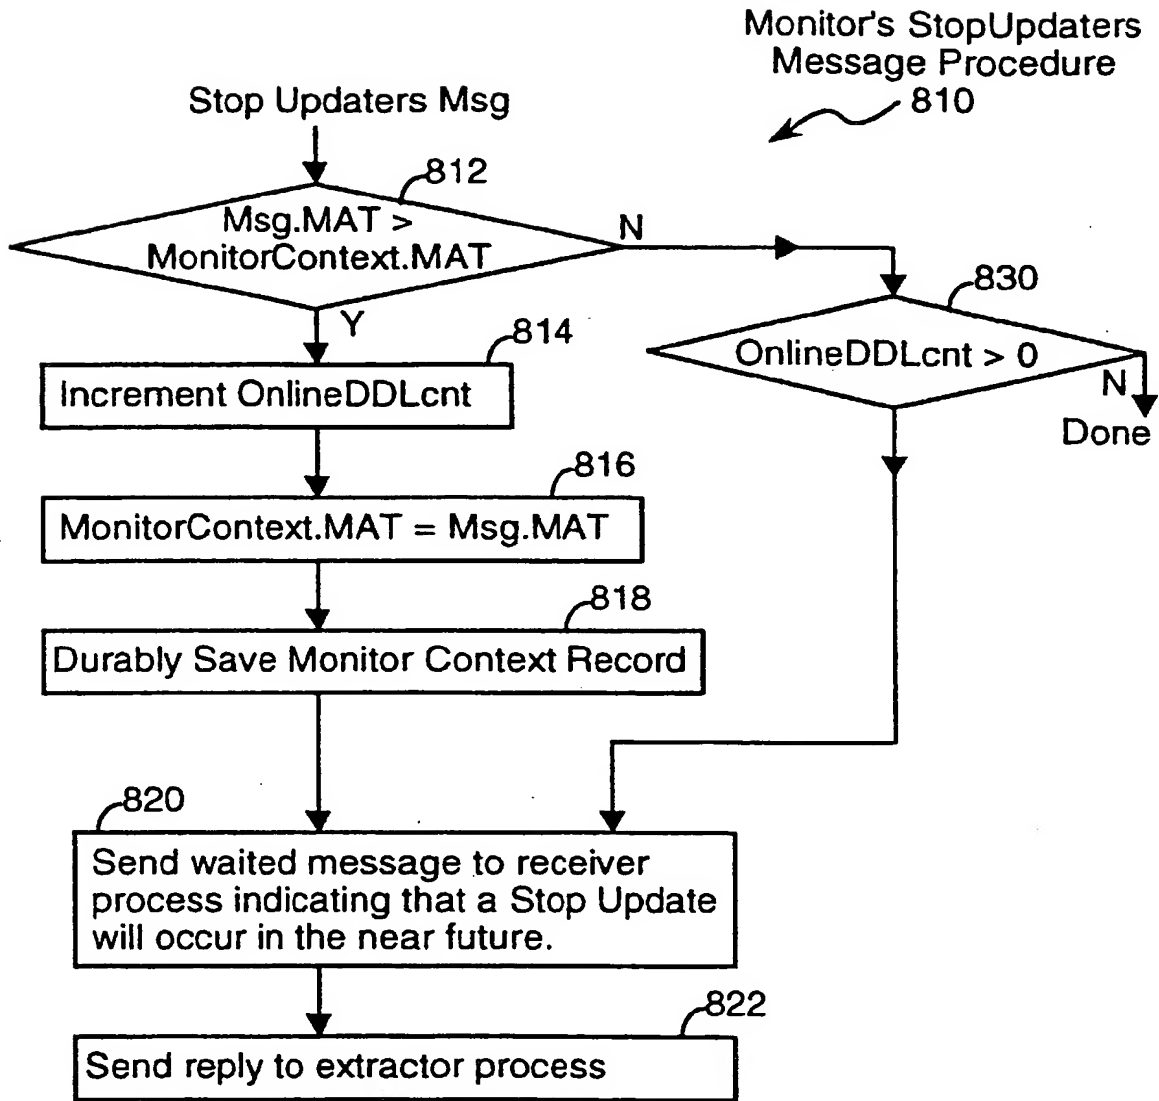 Monitor's StopUpdaters
Message Procedure
810
Stop Updaters Msg
812
Msg.MAT >
MonitorContext.MAT
N
Y
830
OnlineDDLcnt > 0
N
Done
814
Increment OnlineDDLcnt
816
MonitorContext.MAT = Msg.MAT
818
Durably Save Monitor Context Record
820
Send waited message to receiver
process indicating that a Stop Update
will occur in the near future.
822
Send reply to extractor process